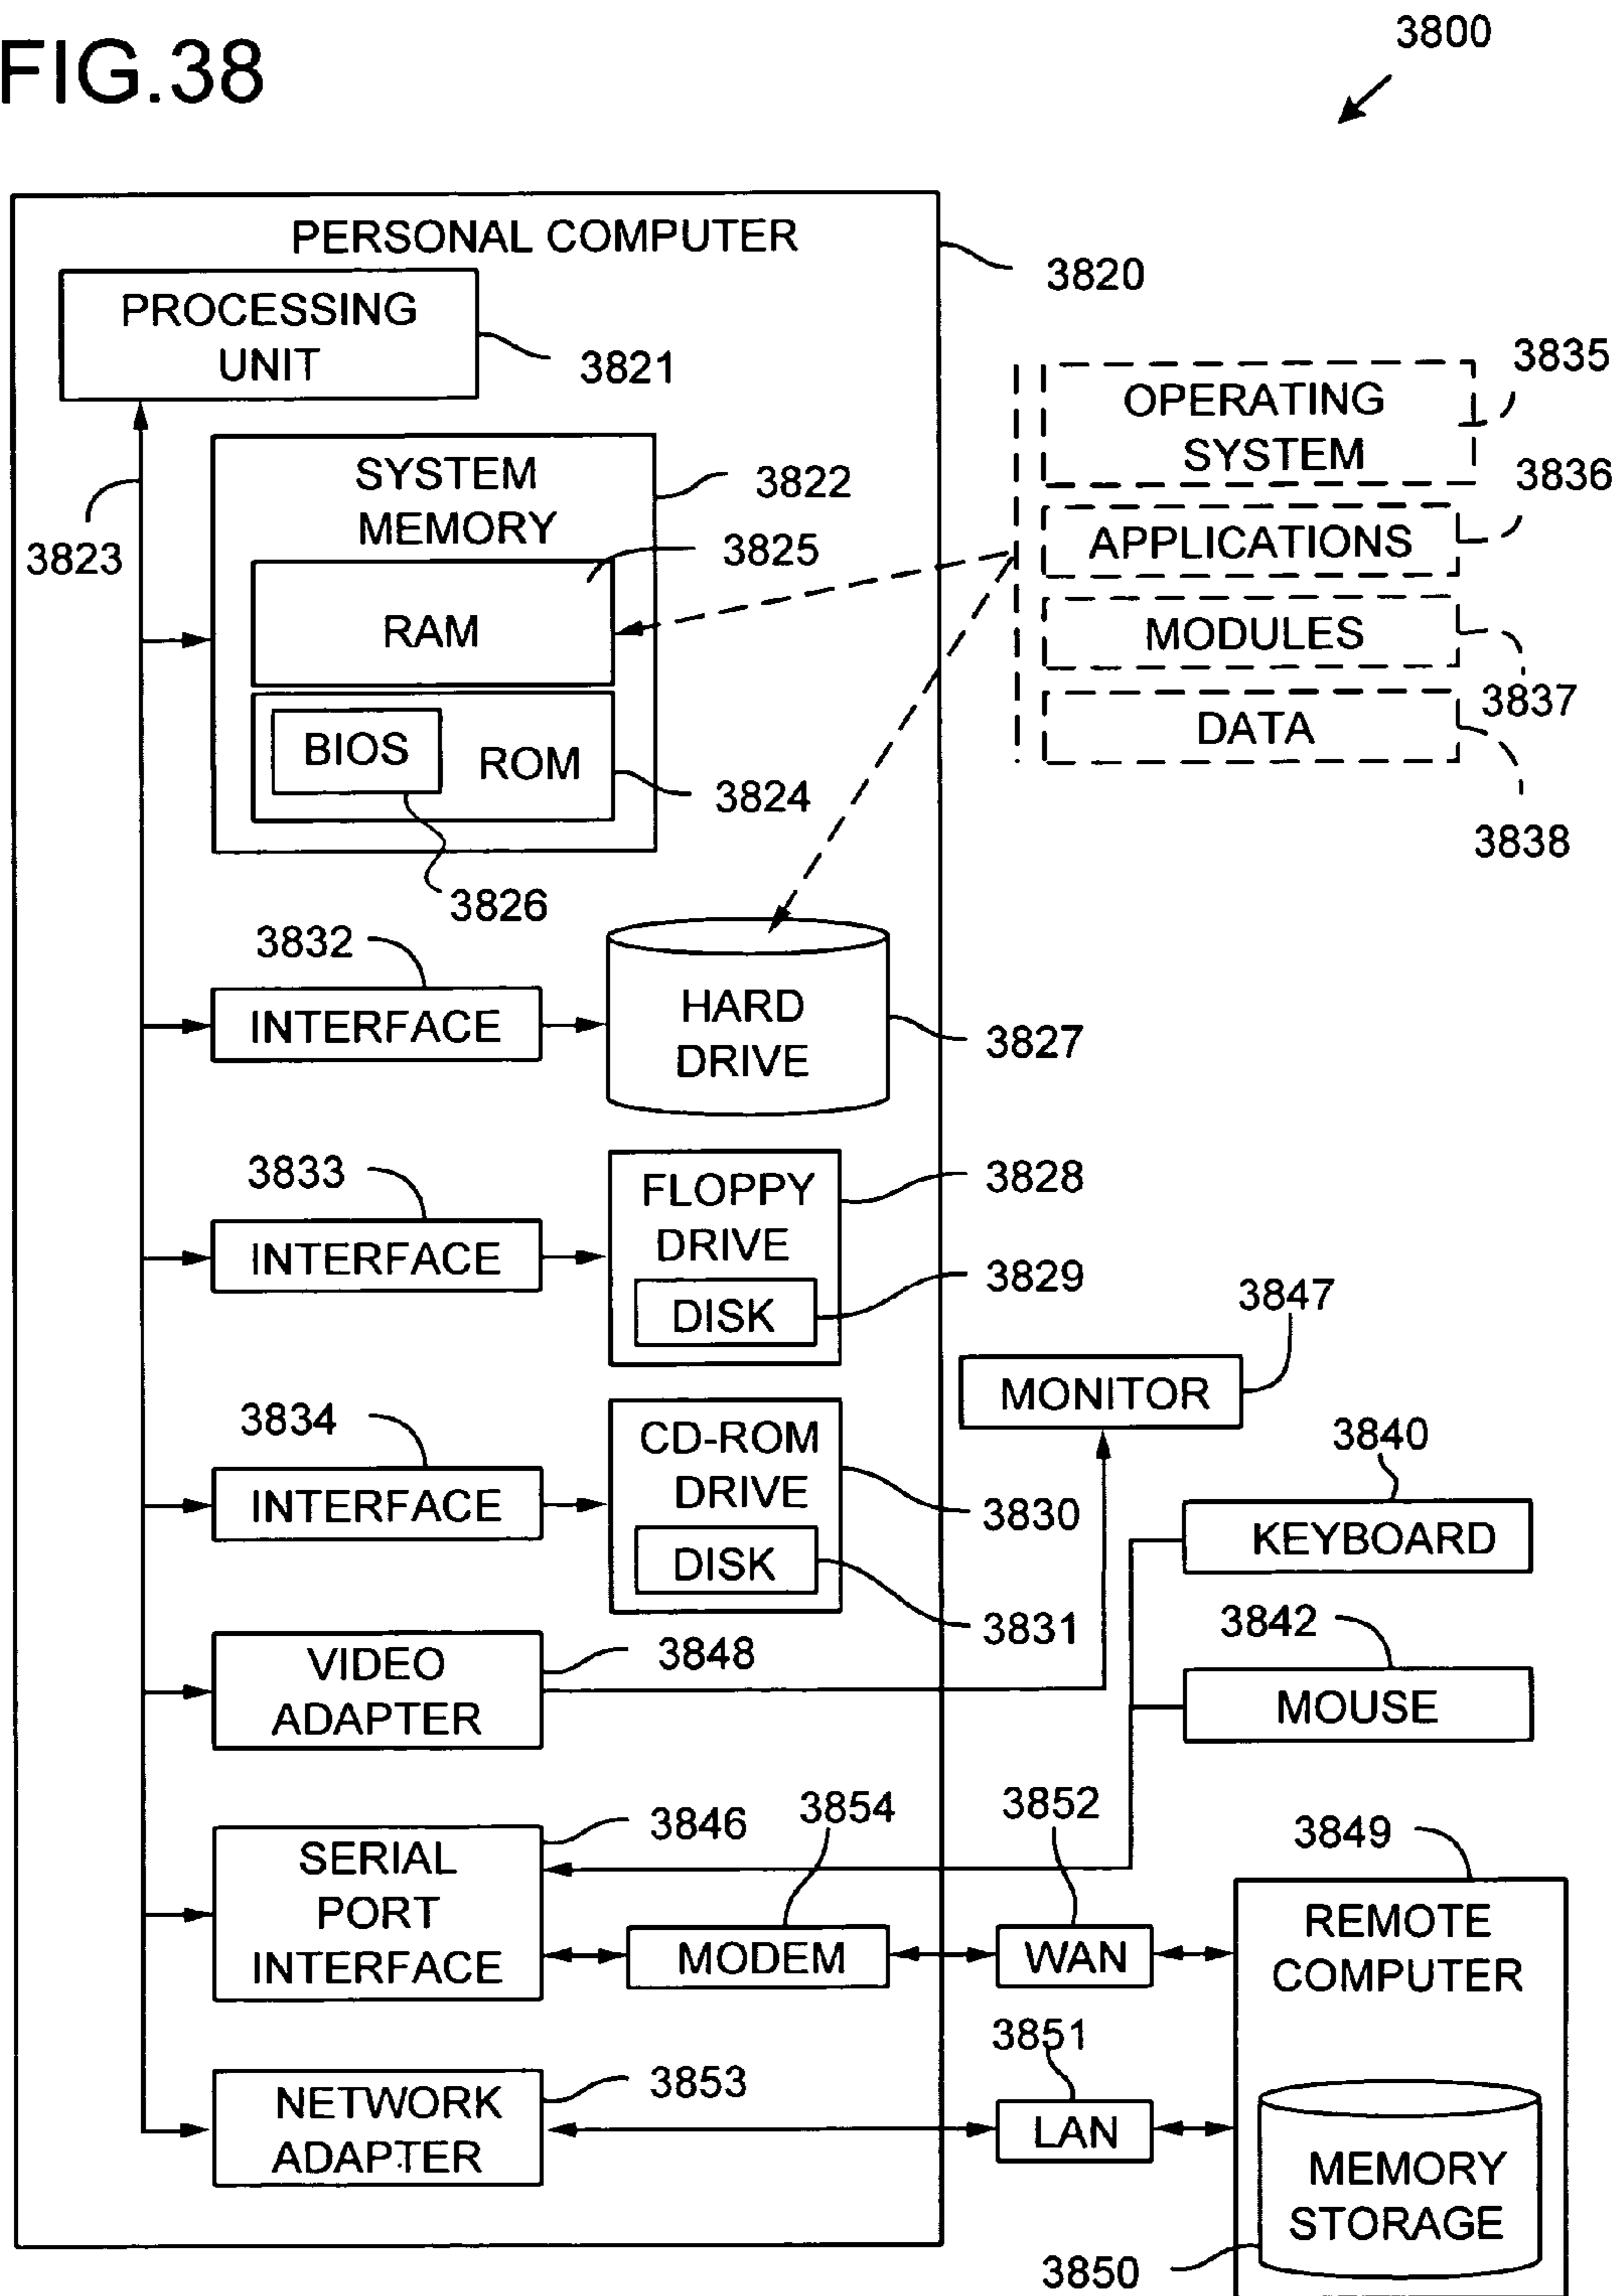 FIG.38
3800
PERSONAL COMPUTER
3820
PROCESSING
UNIT
3821
3823
SYSTEM
MEMORY
3822
3825
RAM
BIOS
ROM
3824
3826
OPERATING
SYSTEM
3835
3836
APPLICATIONS
MODULES
3837
DATA
3838
3832
INTERFACE
HARD
DRIVE
3827
3833
INTERFACE
FLOPPY
DRIVE
3828
DISK
3829
3834
INTERFACE
CD-ROM
DRIVE
3830
DISK
3831
3847
MONITOR
3840
KEYBOARD
3842
MOUSE
VIDEO
ADAPTER
3848
SERIAL
PORT
INTERFACE
3846
3854
MODEM
3852
WAN
3849
REMOTE
COMPUTER
NETWORK
ADAPTER
3853
3851
LAN
MEMORY
STORAGE
3850